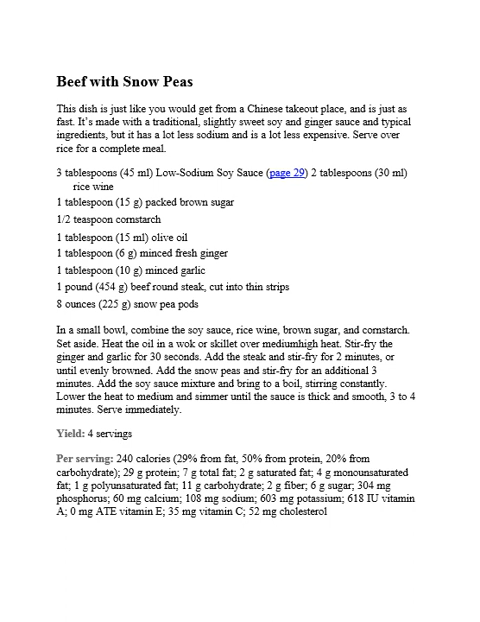 Beef with Snow Peas
This dish is just like you would get from a Chinese takeout place, and is just as
fast. It's made with a traditional, slightly sweet soy and ginger sauce and typical
ingredients, but it has a lot less sodium and is a lot less expensive. Serve over
rice for a complete meal.
3 tablespoons (45 ml) Low-Sodium Soy Sauce (page 29) 2 tablespoons (30 ml)
rice wine
1 tablespoon (15 g) packed brown sugar
1/2 teaspoon cornstarch
1 tablespoon (15 ml) olive oil
1 tablespoon (6 g) minced fresh ginger
1 tablespoon (10 g) minced garlic
1 pound (454 g) beef round steak, cut into thin strips
8 ounces (225 g) snow pea pods
In a small bowl, combine the soy sauce, rice wine, brown sugar, and cornstarch.
Set aside. Heat the oil in a wok or skillet over mediumhigh heat. Stir-fry the
ginger and garlic for 30 seconds. Add the steak and stir-fry for 2 minutes, or
until evenly browned. Add the snow peas and stir-fry for an additional 3
minutes. Add the soy sauce mixture and bring to a boil, stirring constantly.
Lower the heat to medium and simmer until the sauce is thick and smooth, 3 to 4
minutes. Serve immediately.
Yield: 4 servings
Per serving: 240 calories (29% from fat, 50% from protein, 20% from
carbohydrate); 29 g protein; 7 g total fat; 2 g saturated fat; 4 g monounsaturated
fat; 1 g polyunsaturated fat; 11 g carbohydrate; 2 g fiber; 6 g sugar; 304 mg
phosphorus; 60 mg calcium; 108 mg sodium; 603 mg potassium; 618 IU vitamin
A; 0 mg ATE vitamin E; 35 mg vitamin C; 52 mg cholesterol